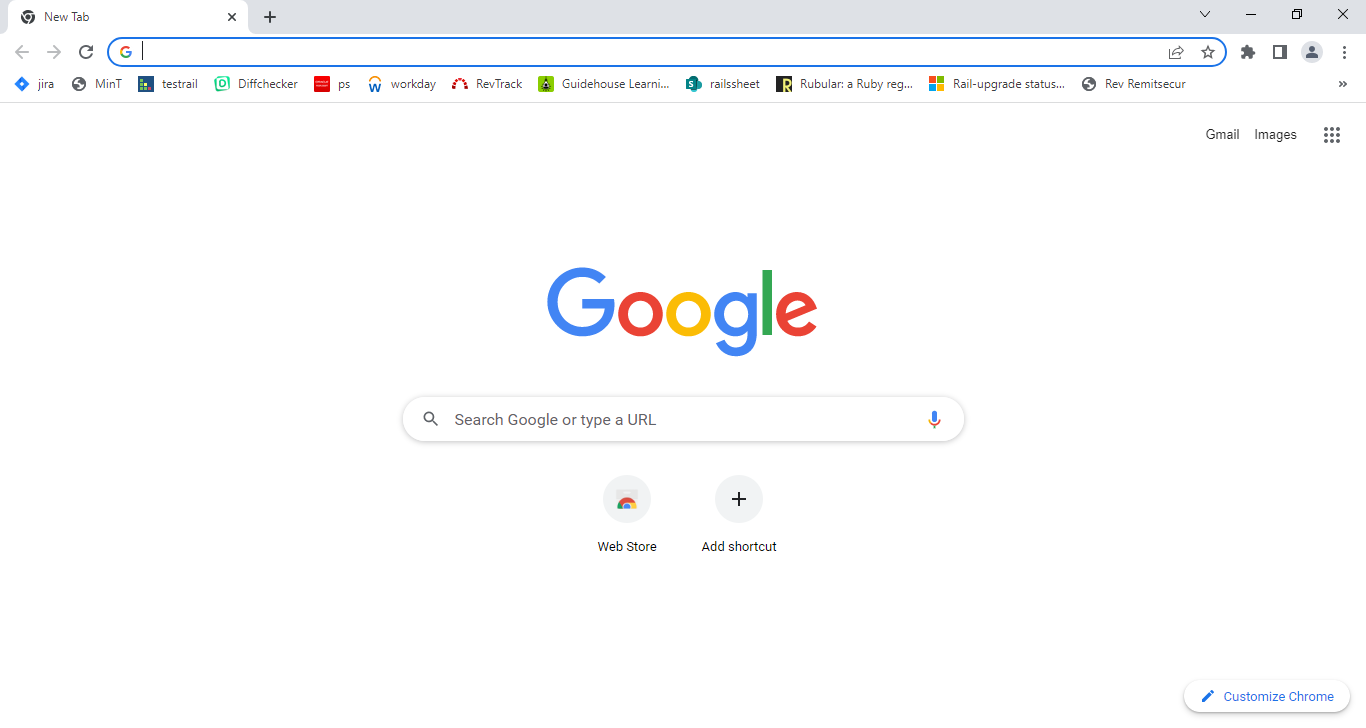 New Tab
jira MinT testrail Diffchecker ps workday RevTrack Guidehouse Learni... railssheet Rubular: a Ruby reg... Rail-upgrade status... Rev Remitsecur »
Gmail Images
Google
Search Google or type a URL
Web Store Add shortcut
Customize Chrome